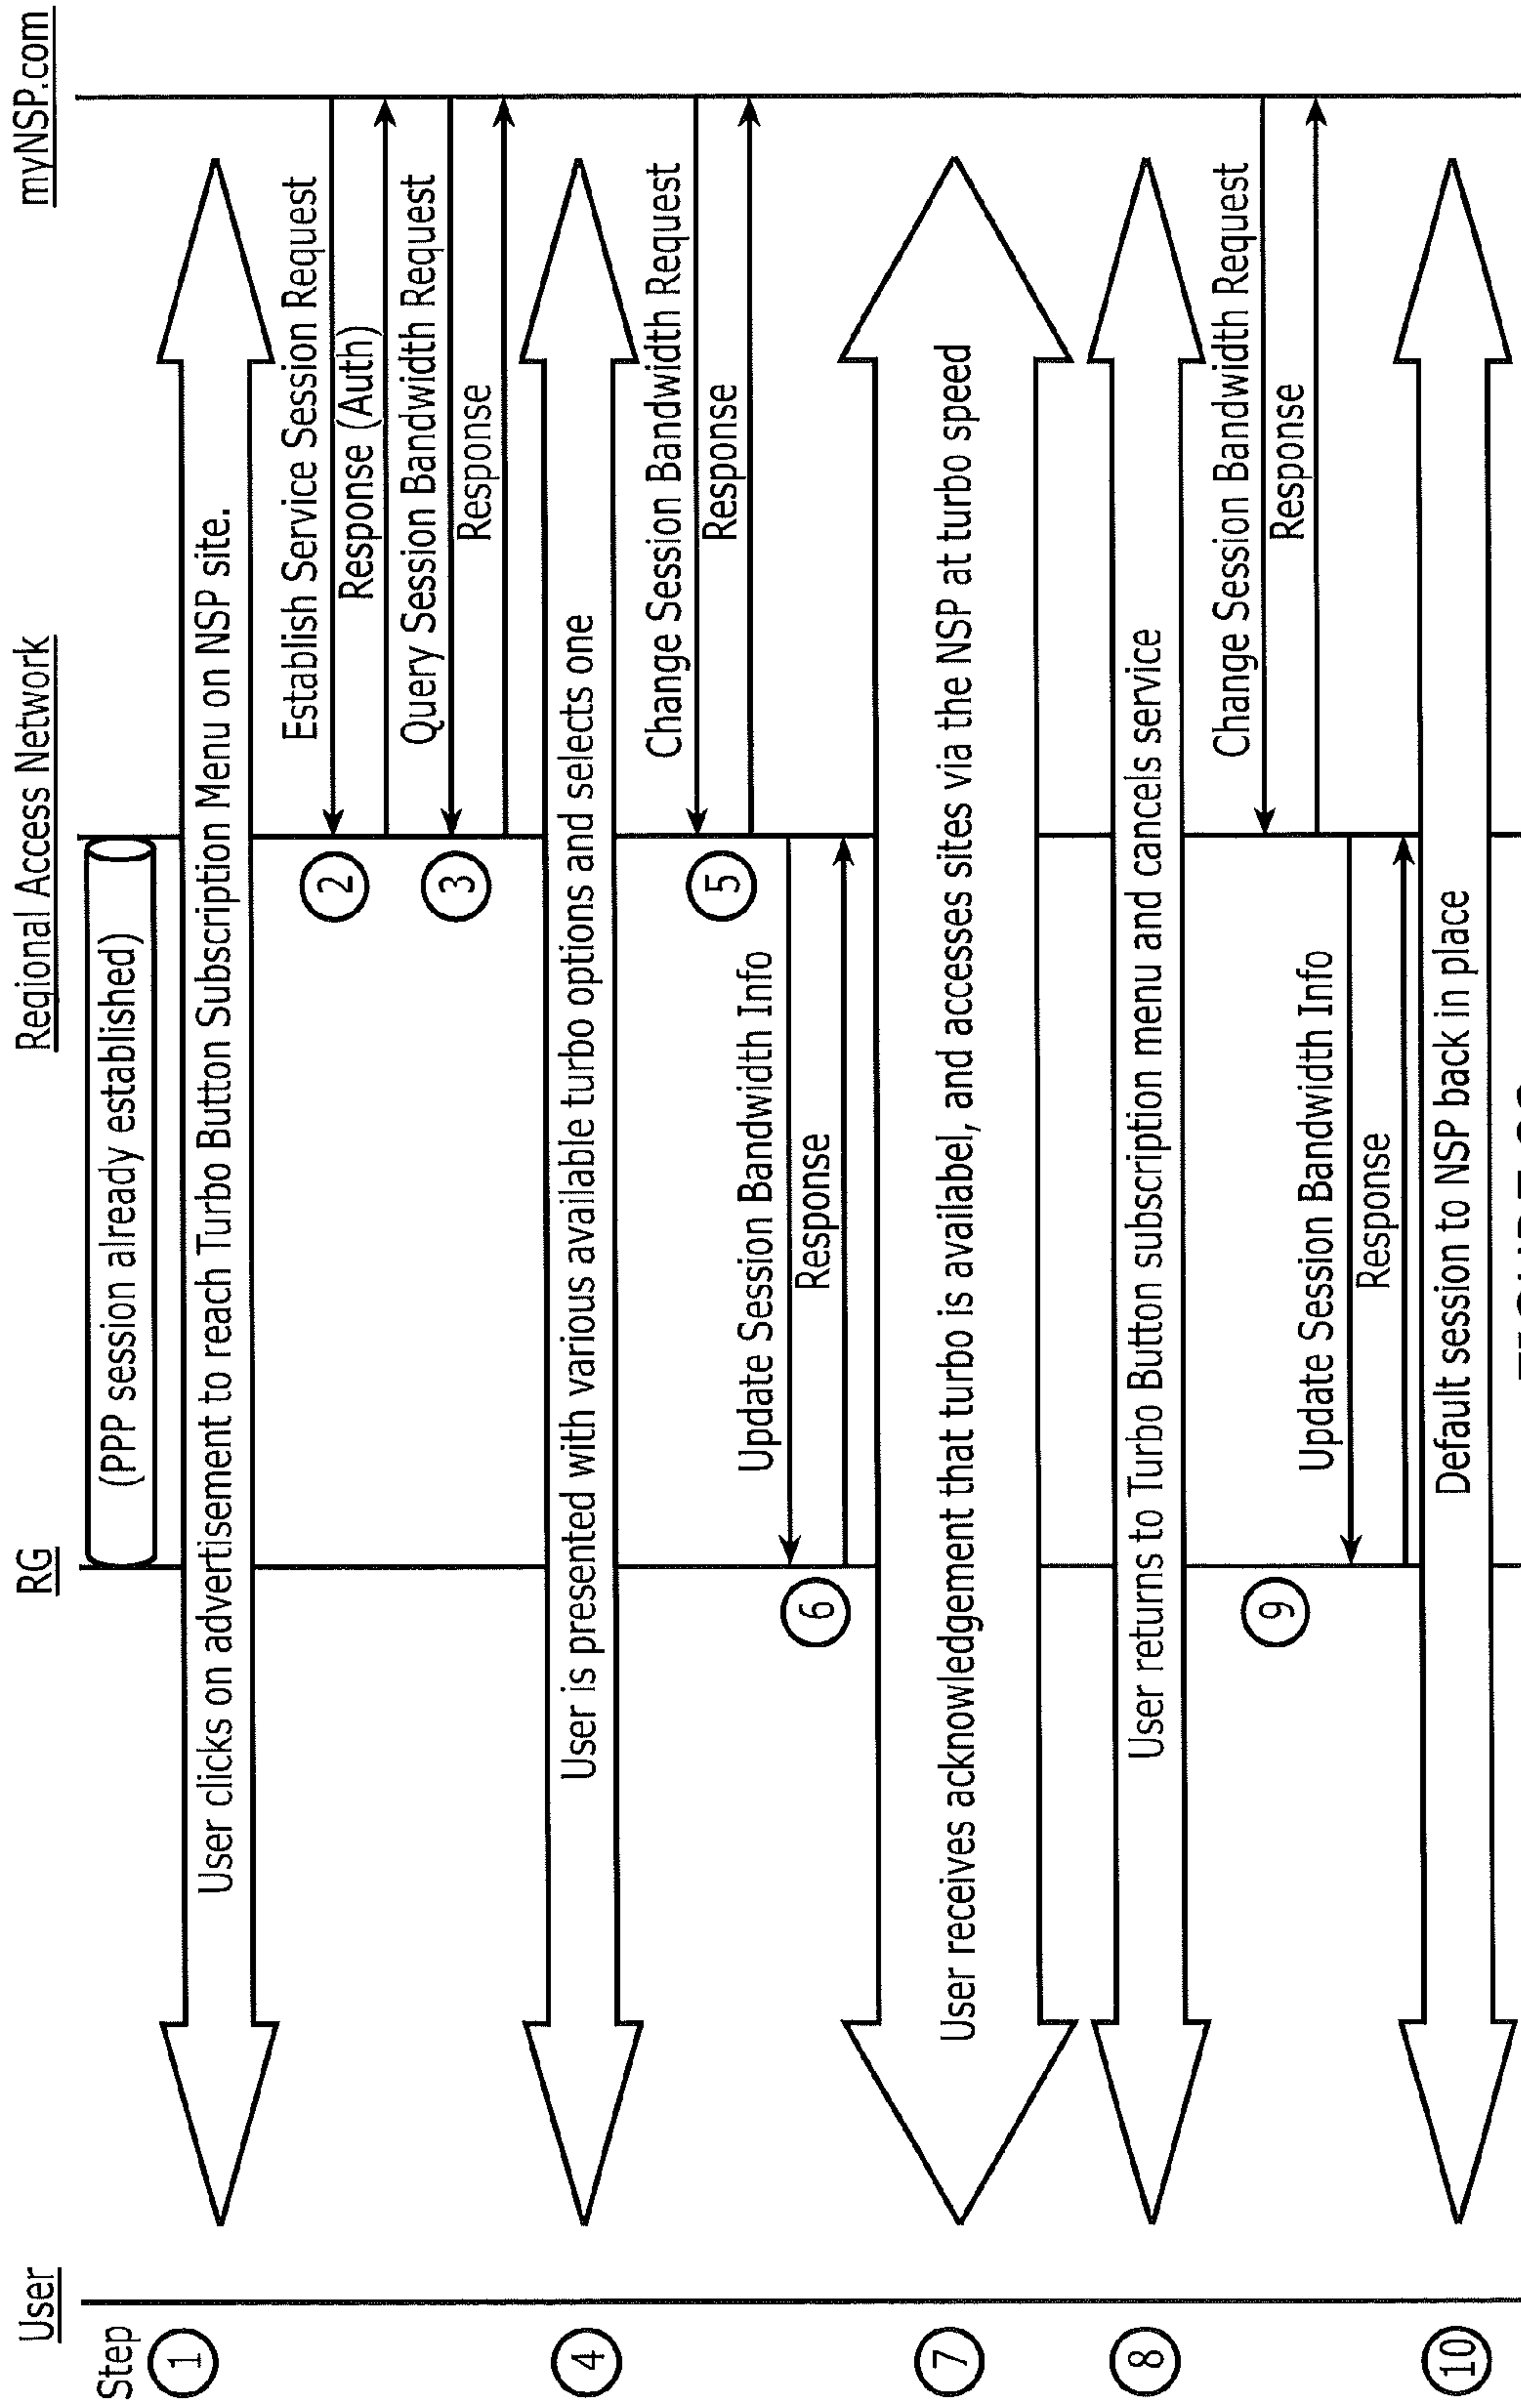 User
RG
Regional Access Network
myNSP.com
Step
(PPP session already established)
1
User clicks on advertisement to reach Turbo Button Subscription Menu on NSP site.
Establish Service Session Request
2
Response (Auth)
Query Session Bandwidth Request
3
Response
4
User is presented with various available turbo options and selects one
Change Session Bandwidth Request
5
Response
Update Session Bandwidth Info
6
Response
7
User receives acknowledgement that turbo is availabel, and accesses sites via the NSP at turbo speed
8
User returns to Turbo Button subscription menu and cancels service
Change Session Bandwidth Request
9
Response
Update Session Bandwidth Info
Response
10
Default session to NSP back in place